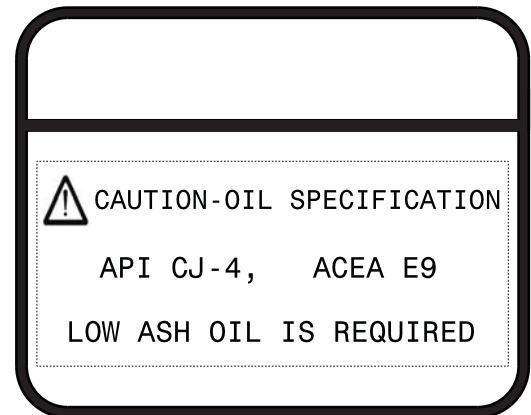 CAUTION-OIL SPECIFICATION
API CJ-4, ACEA E9
LOW ASH OIL IS REQUIRED